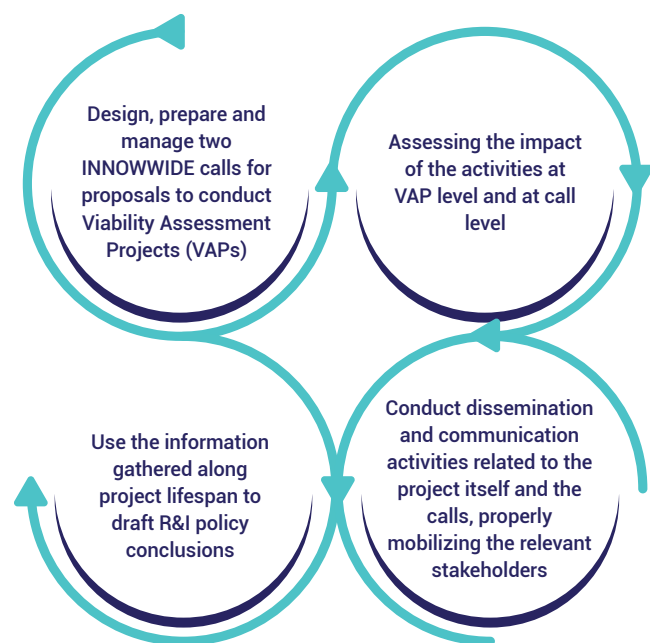 Design, prepare and
manage two
INNOWWIDE calls for
proposals to conduct
Viability Assessment
Projects (VAPs)
Assessing the impact
of the activities at
VAP level and at call
level
Use the information
gathered along
project lifespan to
draft R&I policy
conclusions
Conduct dissemination
and communication
activities related to the
project itself and the
calls, properly
mobilizing the relevant
stakeholders